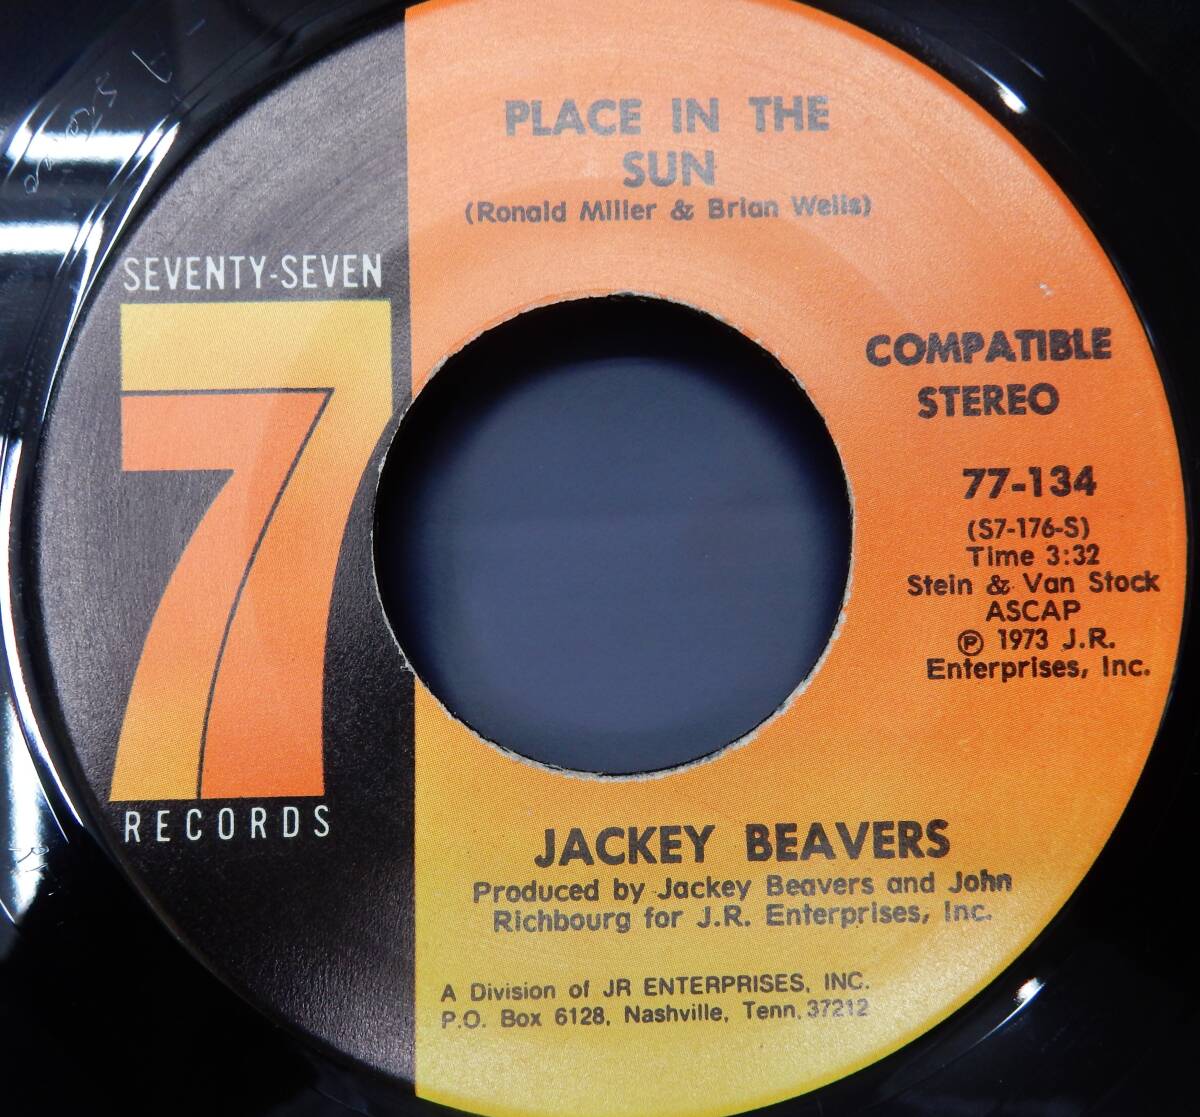 PLACE IN THE
SUN
(Ronald Miller & Brian Wells)
SEVENTY-SEVEN
7
RECORDS
COMPATIBLE
STEREO
77-134
(S7-176-S)
Time 3:32
Stein & Van Stock
ASCAP
℗ 1973 J.R.
Enterprises, Inc.
JACKEY BEAVERS
Produced by Jackey Beavers and John
Richbourg for J.R. Enterprises, Inc.
A Division of JR ENTERPRISES, INC.
P.O. Box 6128, Nashville, Tenn. 37212